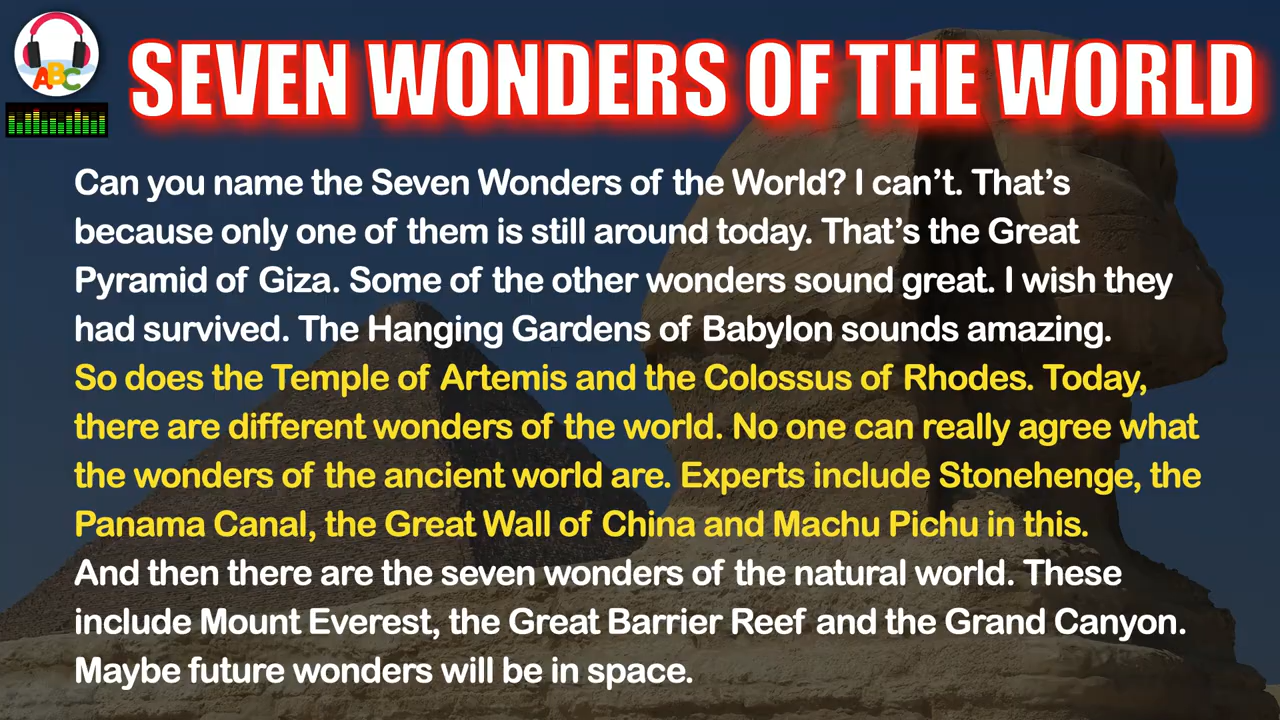 ABC
SEVEN WONDERS OF THE WORLD
Can you name the Seven Wonders of the World? I can't. That's
because only one of them is still around today. That's the Great
Pyramid of Giza. Some of the other wonders sound great. I wish they
had survived. The Hanging Gardens of Babylon sounds amazing.
So does the Temple of Artemis and the Colossus of Rhodes. Today,
there are different wonders of the world. No one can really agree what
the wonders of the ancient world are. Experts include Stonehenge, the
Panama Canal, the Great Wall of China and Machu Pichu in this.
And then there are the seven wonders of the natural world. These
include Mount Everest, the Great Barrier Reef and the Grand Canyon.
Maybe future wonders will be in space.